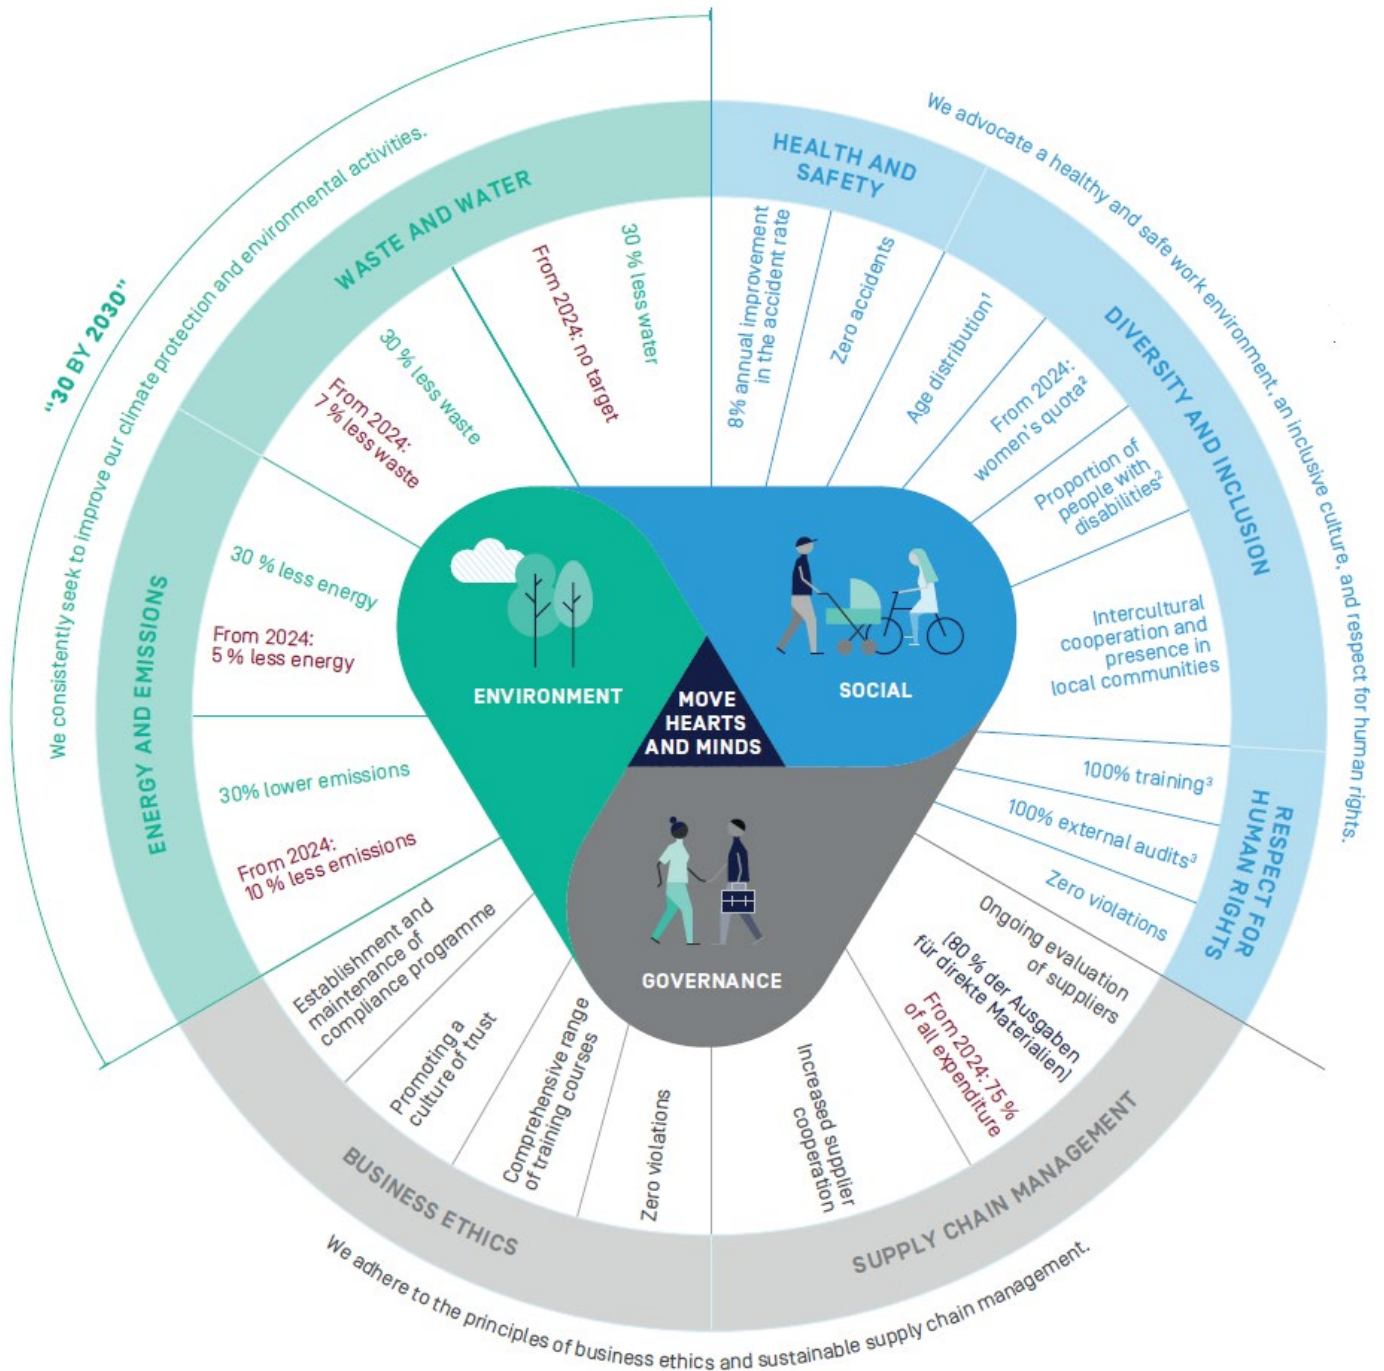 "30 BY 2030"
We consistently seek to improve our climate protection and environmental activities.
We advocate a healthy and safe work environment, an inclusive culture, and respect for human rights.
WASTE AND WATER
30 % less water
From 2024: no target
30 % less waste
From 2024:
7 % less waste
ENERGY AND EMISSIONS
30 % less energy
From 2024:
5 % less energy
30% lower emissions
From 2024:
10 % less emissions
HEALTH AND
SAFETY
8% annual improvement
in the accident rate
Zero accidents
DIVERSITY AND INCLUSION
Age distribution¹
From 2024:
women's quota²
Proportion of
people with
disabilities²
Intercultural
cooperation and
presence in
local communities
RESPECT FOR
HUMAN RIGHTS
100% training³
100% external audits³
Zero violations
ENVIRONMENT
SOCIAL
MOVE
HEARTS
AND MINDS
GOVERNANCE
SUPPLY CHAIN MANAGEMENT
Ongoing evaluation
of suppliers
[80 % der Ausgaben
für direkte Materialien]
From 2024: 75 %
of all expenditure
Increased supplier
cooperation
BUSINESS ETHICS
Zero violations
Comprehensive range
of training courses
Promoting a
culture of trust
Establishment and
maintenance of
compliance programme
We adhere to the principles of business ethics and sustainable supply chain management.